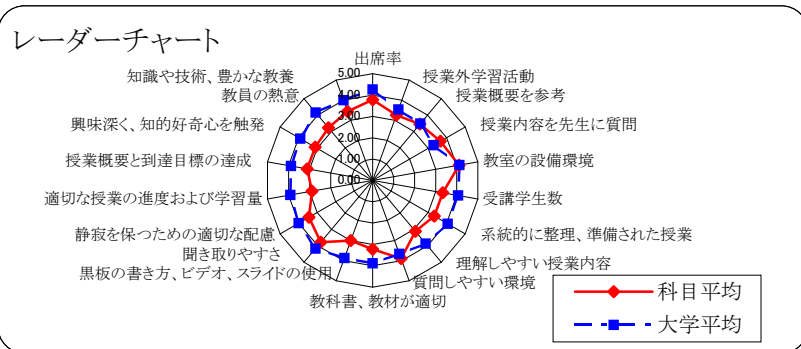 レーダーチャート
出席率
授業外学習活動
授業概要を参考
授業内容を先生に質問
教室の設備環境
受講学生数
系統的に整理、準備された授業
理解しやすい授業内容
質問しやすい環境
教科書、教材が適切
黒板の書き方、ビデオ、スライドの使用
聞き取りやすさ
静寂を保つための適切な配慮
適切な授業の進度および学習量
授業概要と到達目標の達成
興味深く、知的好奇心を触発
教員の熱意
知識や技術、豊かな教養
5.00
4.00
3.00
2.00
1.00
0.00
科目平均
大学平均